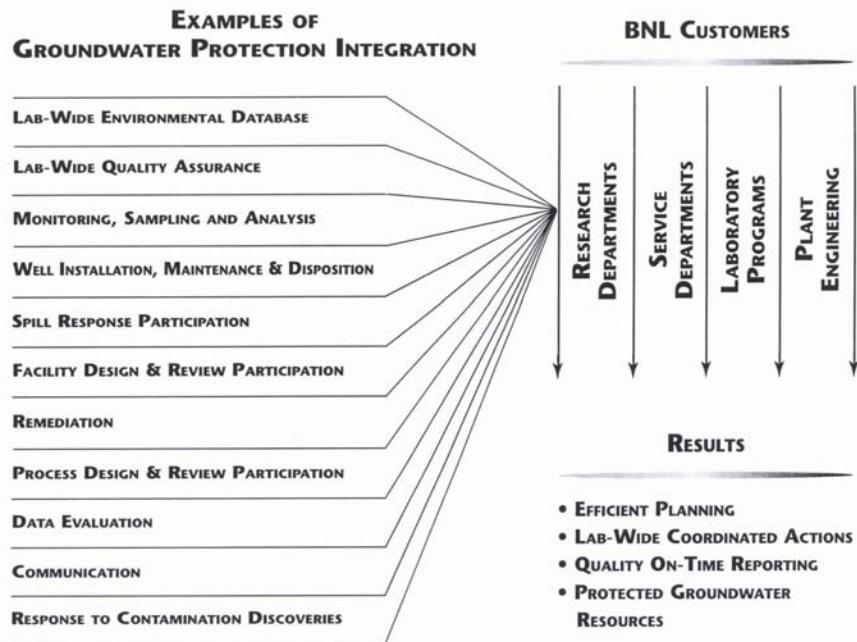 Examples of
Groundwater Protection Integration
Lab-Wide Environmental Database
Lab-Wide Quality Assurance
Monitoring, Sampling and Analysis
Well Installation, Maintenance & Disposition
Spill Response Participation
Facility Design & Review Participation
Remediation
Process Design & Review Participation
Data Evaluation
Communication
Response to Contamination Discoveries
BNL Customers
Research
Departments
Service
Departments
Laboratory
Programs
Plant
Engineering
Results
• Efficient Planning
• Lab-Wide Coordinated Actions
• Quality On-Time Reporting
• Protected Groundwater
Resources